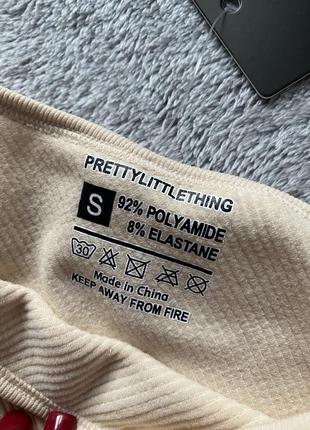 PRETTYLITTLETHING
S
92% POLYAMIDE
8% ELASTANE
30
Made in China
KEEP AWAY FROM FIRE